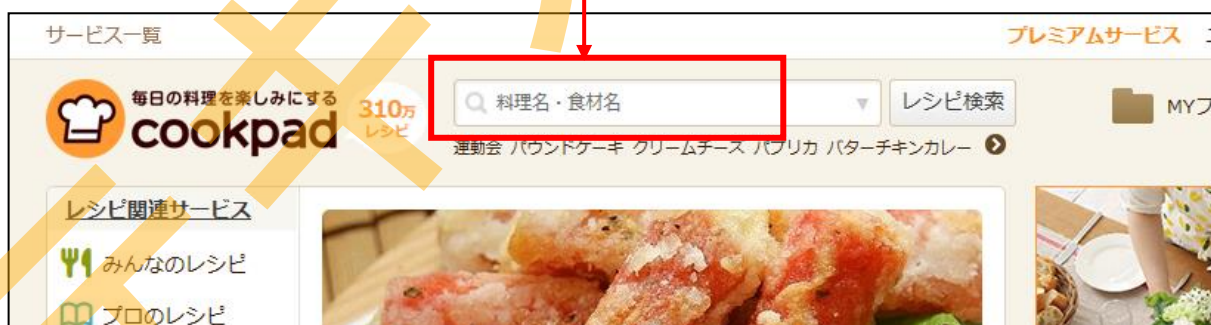 サービス一覧
プレミアムサービス
毎日の料理を楽しみにする
cookpad
310万
レシピ
料理名・食材名
レシピ検索
MYフ
運動会 パウンドケーキ クリームチーズ パプリカ バターチキンカレー
レシピ関連サービス
みんなのレシピ
プロのレシピ